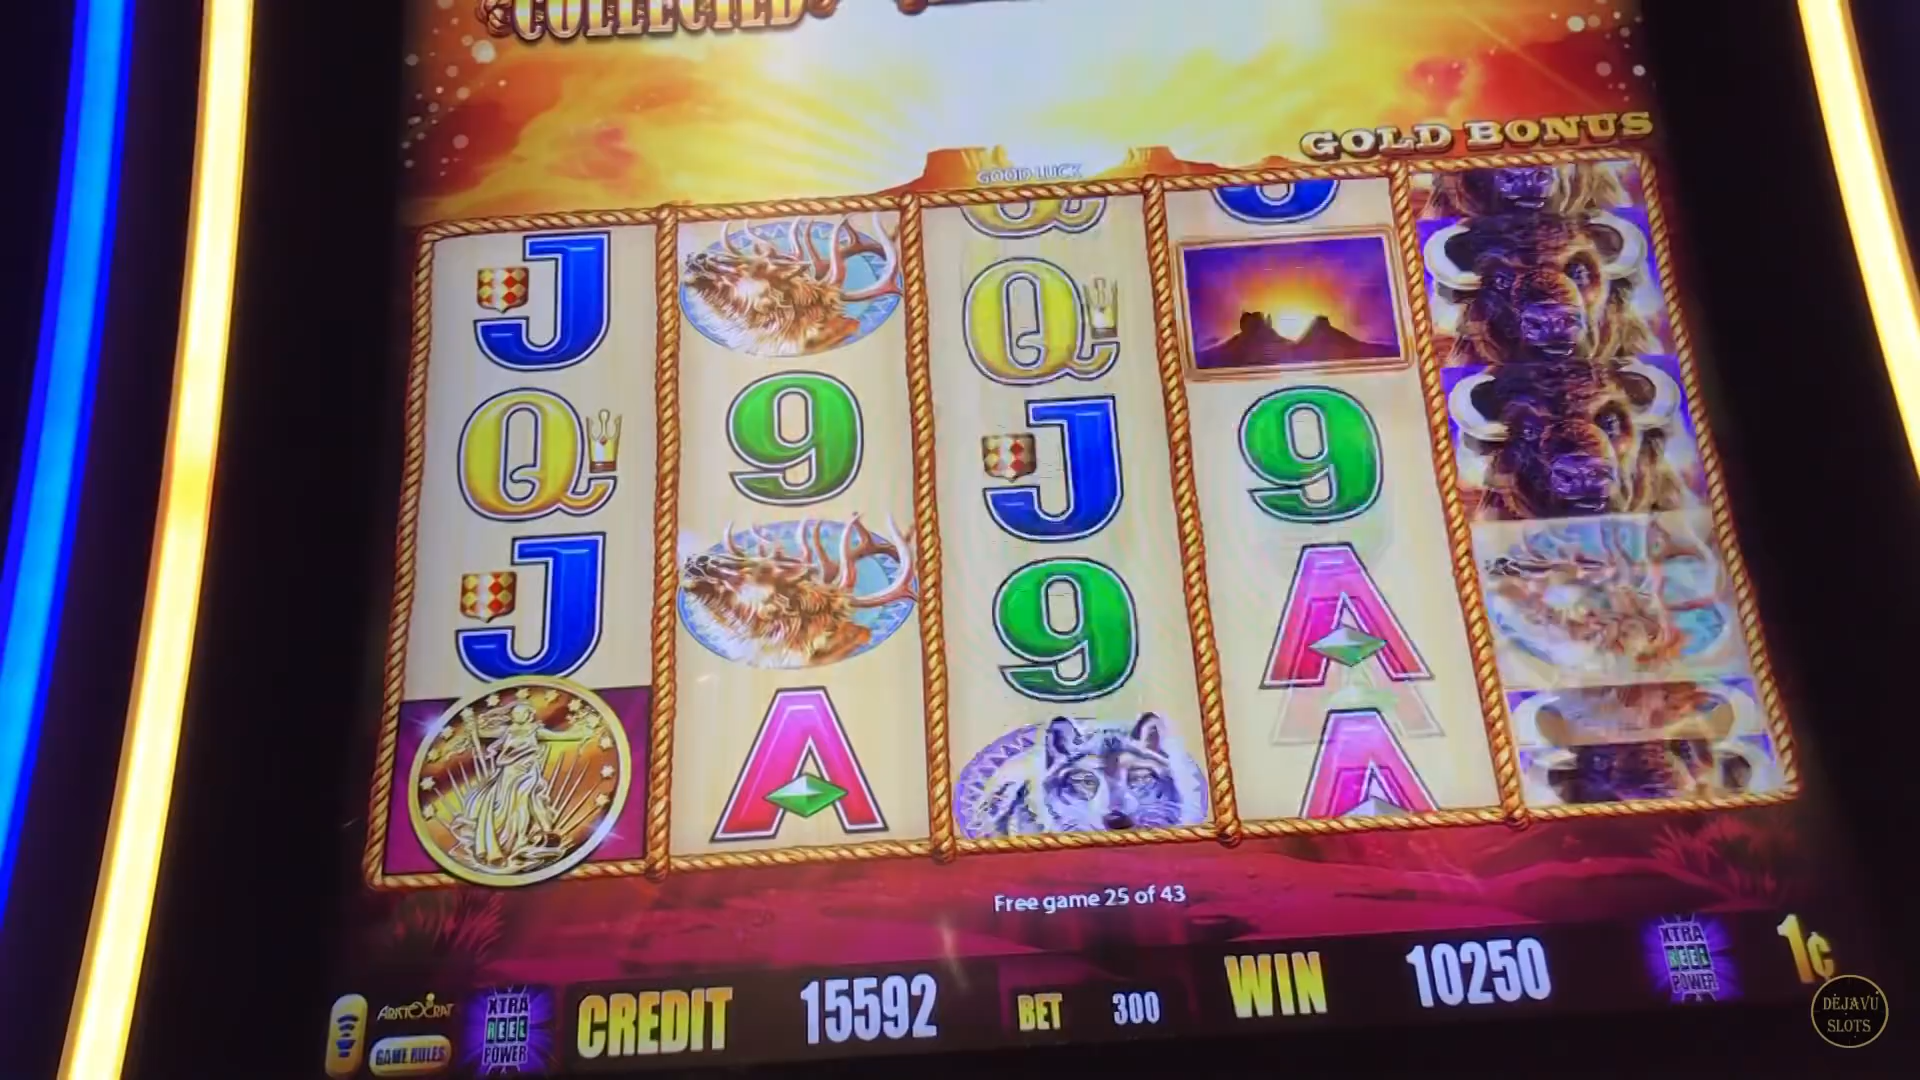 COLLECTED
GOLD BONUS
GOOD LUCK
J
Q
Q
J
9
9
J
J
9
A
A
A
Free game 25 of 43
ARISTOCRAT
GAME RULES
XTRA
REEL
POWER
CREDIT 15592 BET 300 WIN 10250
XTRA
REEL
POWER
1¢
DÉJAVU
SLOTS